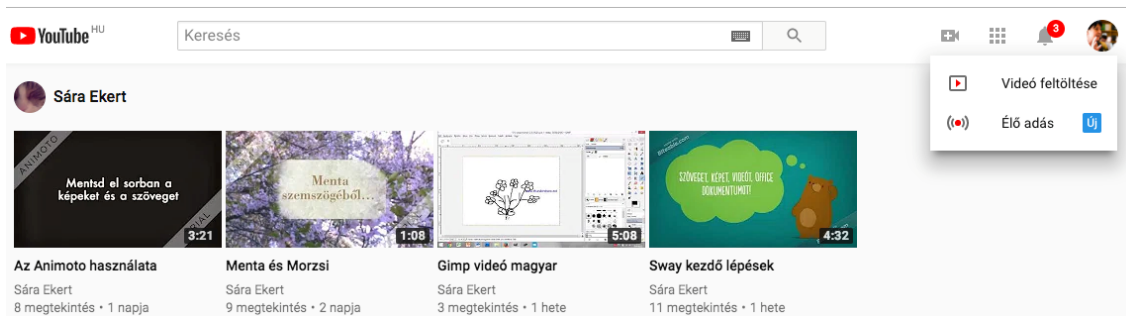 YouTube HU
Keresés
3
Videó feltöltése
Élő adás Új
Sára Ekert
ANIMOTO
Mentsd el sorban a
képeket és a szöveget
3:21
Menta
szemszögéből...
1:08
5:08
SZÖVEGET, KÉPET, VIDEÓT, OFFICE
DOKUMENTUMOT!
4:32
Az Animoto használata
Sára Ekert
8 megtekintés • 1 napja
Menta és Morzsi
Sára Ekert
9 megtekintés • 2 napja
Gimp videó magyar
Sára Ekert
3 megtekintés • 1 hete
Sway kezdő lépések
Sára Ekert
11 megtekintés • 1 hete